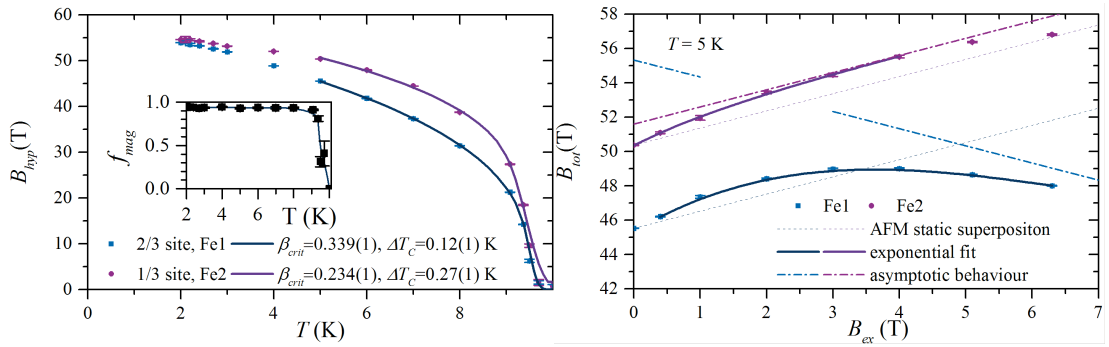 60
50
40
30
20
10
0
B_hyp(T)
1.0
0.5
0.0
f_mag
2 4 6 8
T (K)
2/3 site, Fe1 β_crit=0.339(1), ΔT_C=0.12(1) K
1/3 site, Fe2 β_crit=0.234(1), ΔT_C=0.27(1) K
0 2 4 6 8
T (K)
58
56
54
52
50
48
46
44
42
B_tot(T)
T = 5 K
Fe1 Fe2
AFM static superpositon
exponential fit
asymptotic behaviour
0 1 2 3 4 5 6 7
B_ex (T)